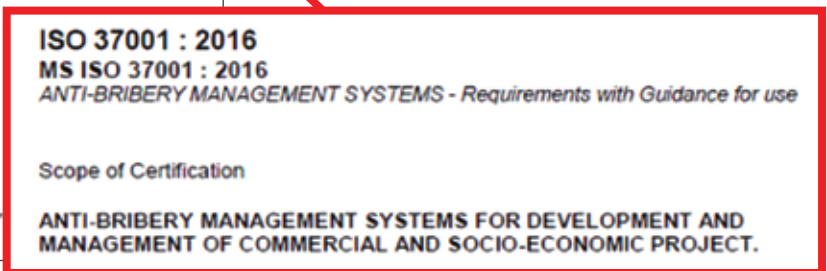 ISO 37001 : 2016
MS ISO 37001 : 2016
ANTI-BRIBERY MANAGEMENT SYSTEMS - Requirements with Guidance for use
Scope of Certification
ANTI-BRIBERY MANAGEMENT SYSTEMS FOR DEVELOPMENT AND
MANAGEMENT OF COMMERCIAL AND SOCIO-ECONOMIC PROJECT.